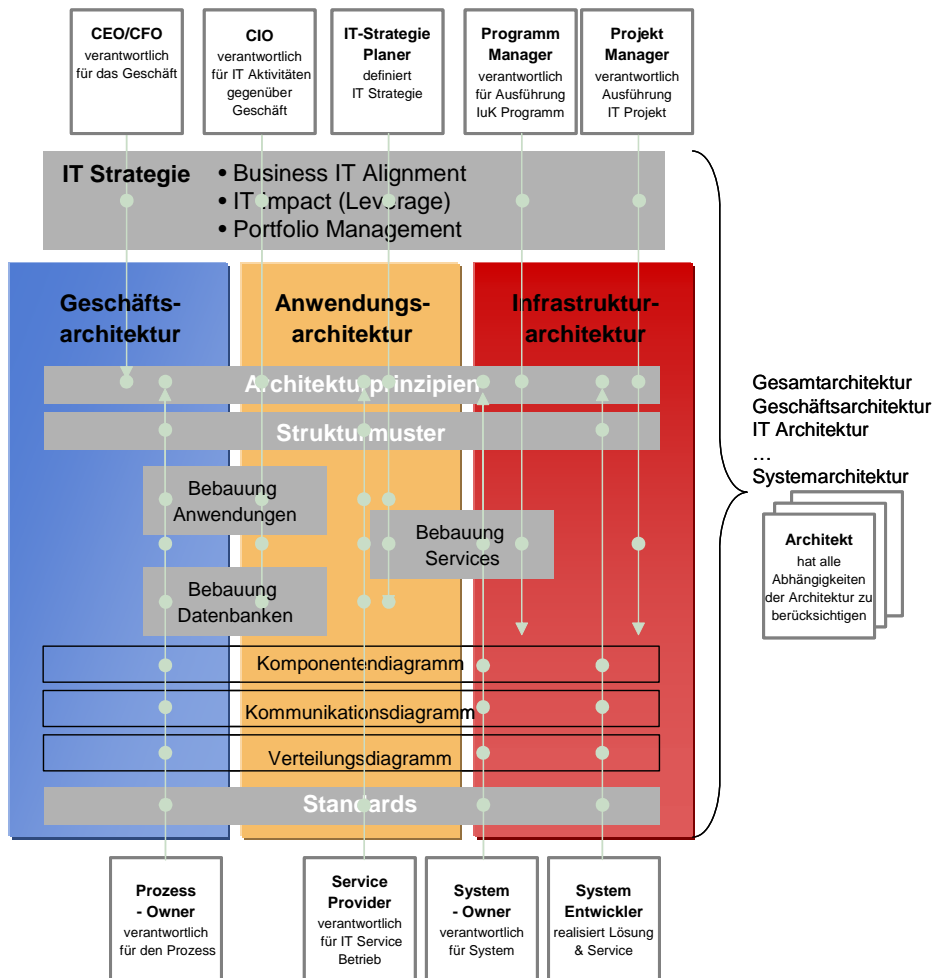 CEO/CFO
verantwortlich
für das Geschäft
CIO
verantwortlich
für IT Aktivitäten
gegenüber
Geschäft
IT-Strategie
Planer
definiert
IT Strategie
Programm
Manager
verantwortlich
für Ausführung
IuK Programm
Projekt
Manager
verantwortlich
Ausführung
IT Projekt
IT Strategie
• Business IT Alignment
• IT Impact (Leverage)
• Portfolio Management
Geschäfts-
architektur
Anwendungs-
architektur
Infrastruktur-
architektur
Architekturprinzipien
Strukturmuster
Bebauung
Anwendungen
Bebauung
Services
Bebauung
Datenbanken
Komponentendiagramm
Kommunikationsdiagramm
Verteilungsdiagramm
Standards
Gesamtarchitektur
Geschäftsarchitektur
IT Architektur
...
Systemarchitektur
Architekt
hat alle
Abhängigkeiten
der Architektur zu
berücksichtigen
Prozess
- Owner
verantwortlich
für den Prozess
Service
Provider
verantwortlich
für IT Service
Betrieb
System
- Owner
verantwortlich
für System
System
Entwickler
realisiert Lösung
& Service